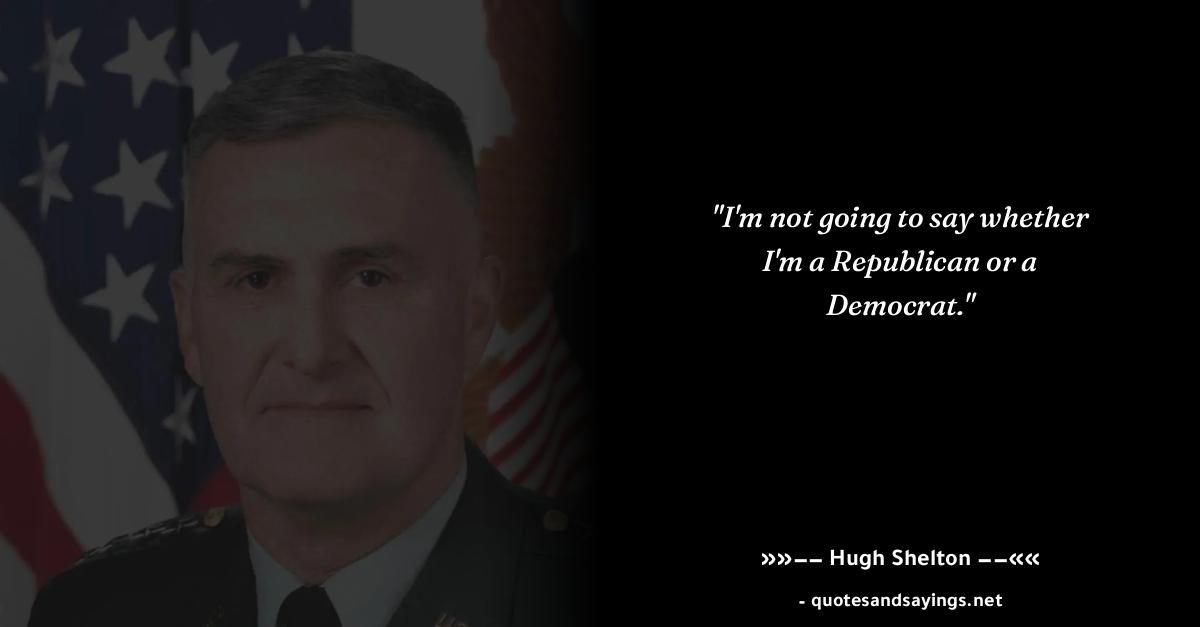 "I'm not going to say whether
I'm a Republican or a
Democrat."
»»–– Hugh Shelton ––««
- quotesandsayings.net